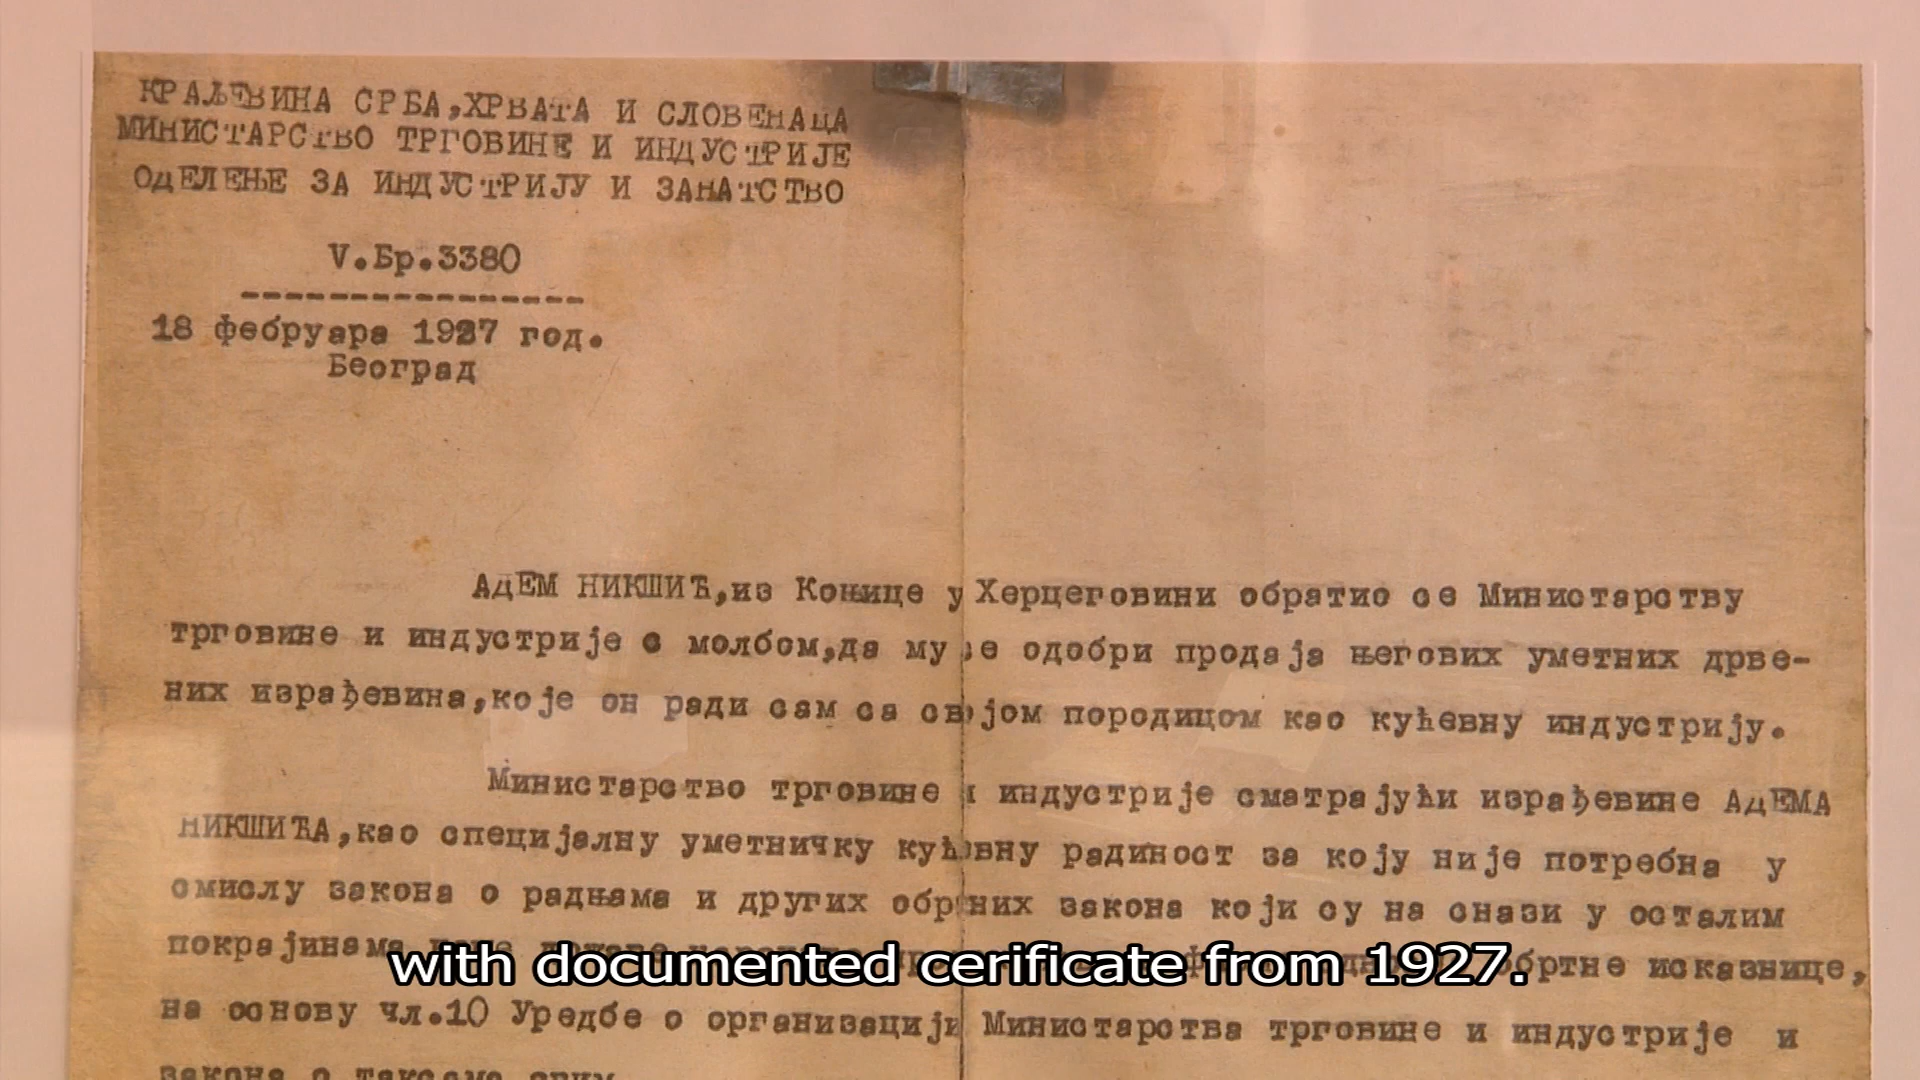 КРАЉЕВИНА СРБА,ХРВАТА И СЛОВЕНАЦА
МИНИСТАРСТВО ТРГОВИНЕ И ИНДУСТРИЈЕ
ОДЕЛЕЊЕ ЗА ИНДУСТРИЈУ И ЗАНАТСТВО
V.Бр.3380
----------------
18 фебруара 1927 год.
Београд
АДЕМ НИКШИЋ,из Коњице у Херцеговини обратио се Министарству
трговине и индустрије с молбом,да му се одобри продаја његових уметних дрве-
них израђевина,које он ради сам са својом породицом као кућевну индустрију.
Министарство трговине и индустрије сматрајући израђевине АДЕМА
НИКШИЋА,као специјалну уметничку кућевну радиност за коју није потребна у
смислу закона о радњама и других обртних закона који су на снази у осталим
покрајинама обртне исказнице,
with documented cerificate from 1927.
на основу чл.10 Уредбе о организацији Министарства трговине и индустрије и
закона о таксама